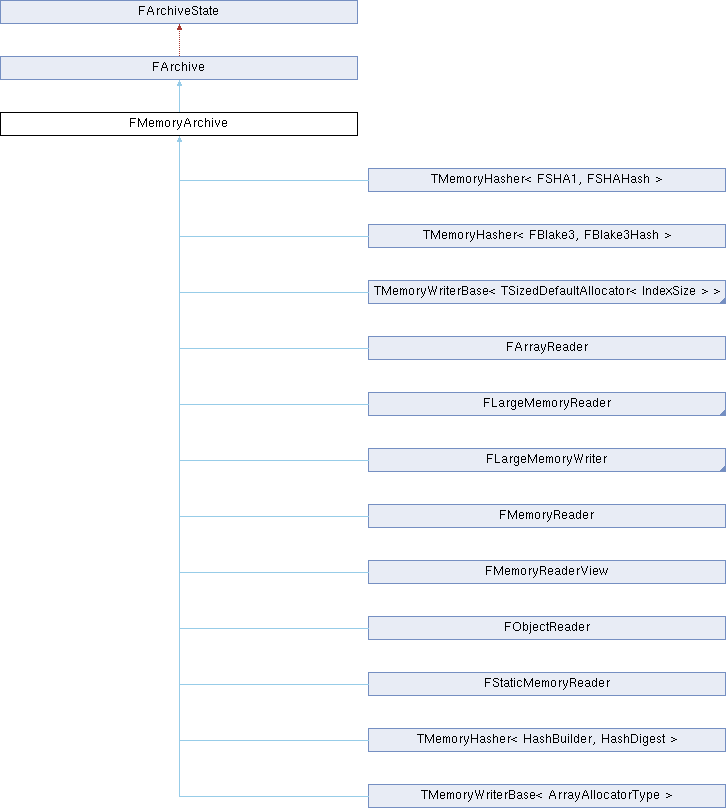 FArchiveState
FArchive
FMemoryArchive
TMemoryHasher< FSHA1, FSHAHash >
TMemoryHasher< FBlake3, FBlake3Hash >
TMemoryWriterBase< TSizedDefaultAllocator< IndexSize > >
FArrayReader
FLargeMemoryReader
FLargeMemoryWriter
FMemoryReader
FMemoryReaderView
FObjectReader
FStaticMemoryReader
TMemoryHasher< HashBuilder, HashDigest >
TMemoryWriterBase< ArrayAllocatorType >